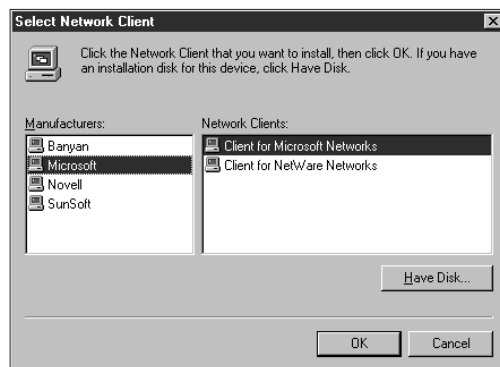 Select Network Client
Click the Network Client that you want to install, then click OK. If you have
an installation disk for this device, click Have Disk.
Manufacturers:
Banyan
Microsoft
Novell
SunSoft
Network Clients:
Client for Microsoft Networks
Client for NetWare Networks
Have Disk...
OK
Cancel